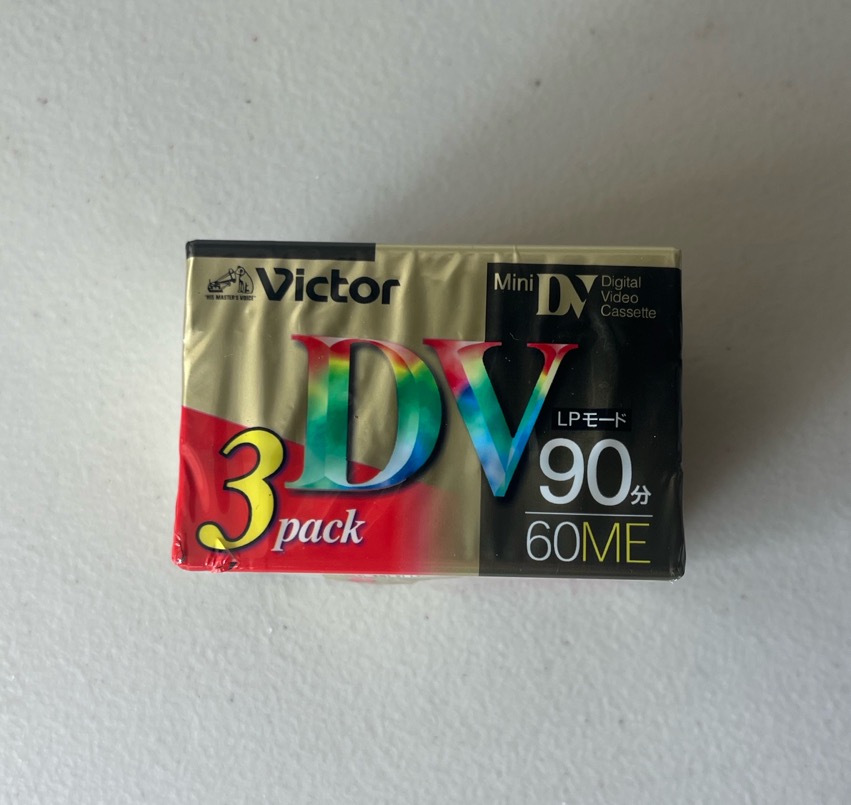 Victor
"HIS MASTER'S VOICE"
Mini DV Digital
Video
Cassette
DV
3 pack
LPモード
90分
60ME